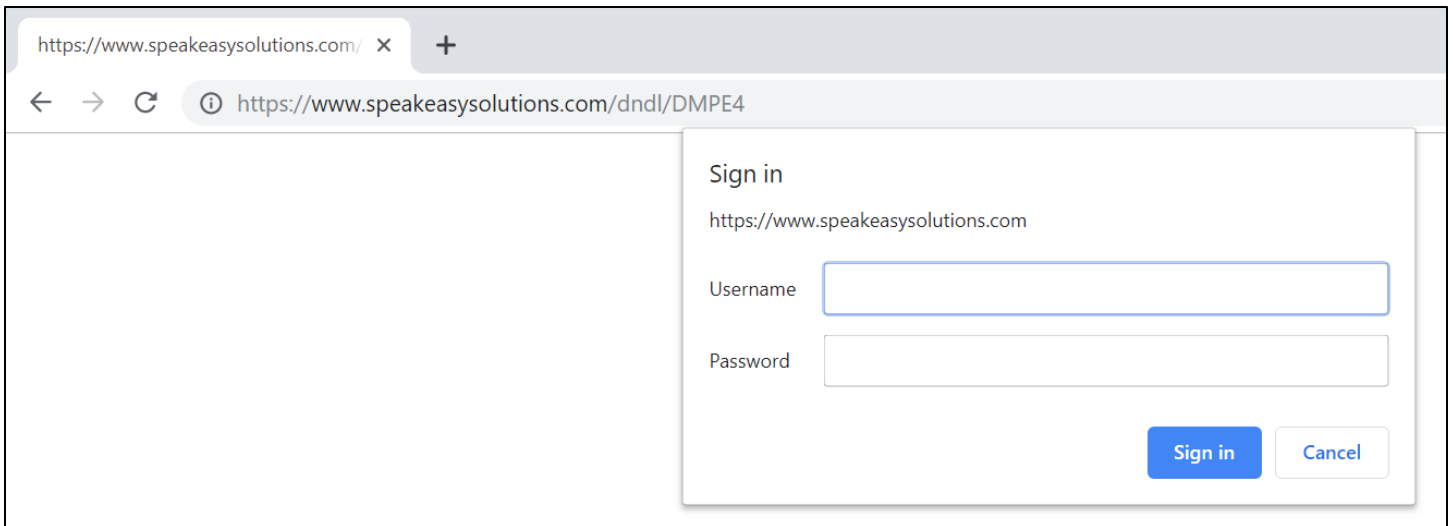 https://www.speakeasysolutions.com/
https://www.speakeasysolutions.com/dndl/DMPE4
Sign in
https://www.speakeasysolutions.com
Username
Password
Sign in Cancel